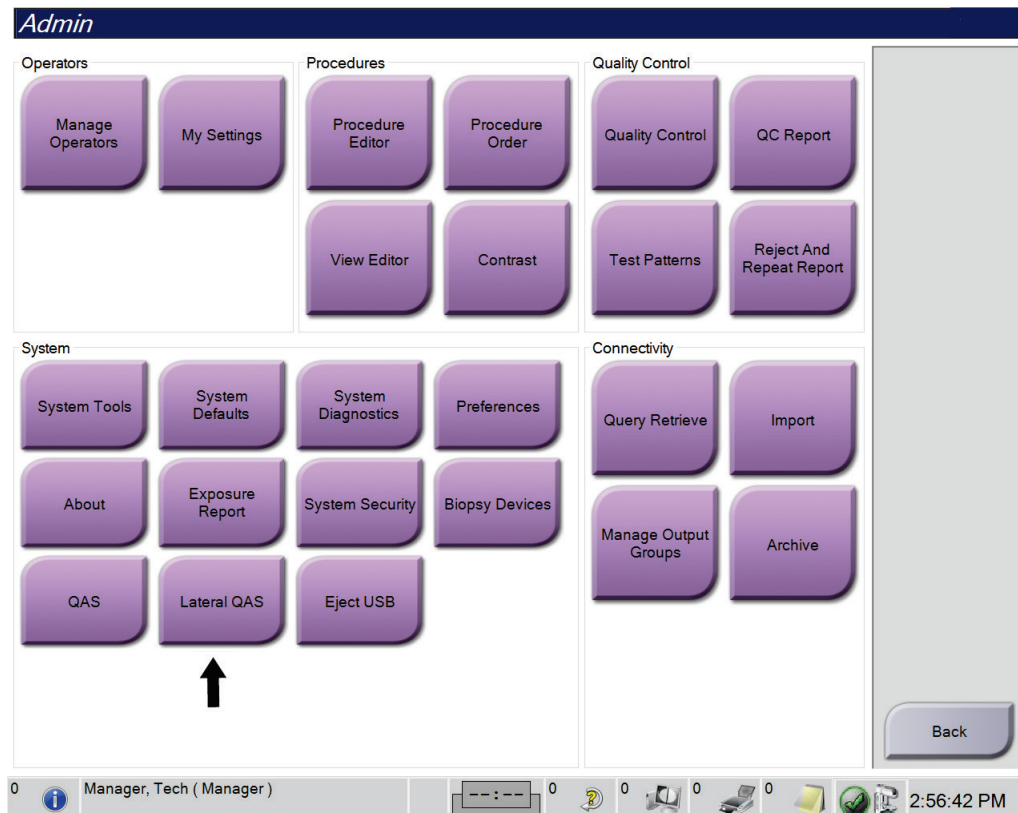 Admin
Operators
Manage
Operators
My Settings
Procedures
Procedure
Editor
Procedure
Order
View Editor
Contrast
Quality Control
Quality Control
QC Report
Test Patterns
Reject And
Repeat Report
System
System Tools
System
Defaults
System
Diagnostics
Preferences
About
Exposure
Report
System Security
Biopsy Devices
QAS
Lateral QAS
Eject USB
Connectivity
Query Retrieve
Import
Manage Output
Groups
Archive
Back
0
Manager, Tech ( Manager )
--:--
0
0
0
0
2:56:42 PM